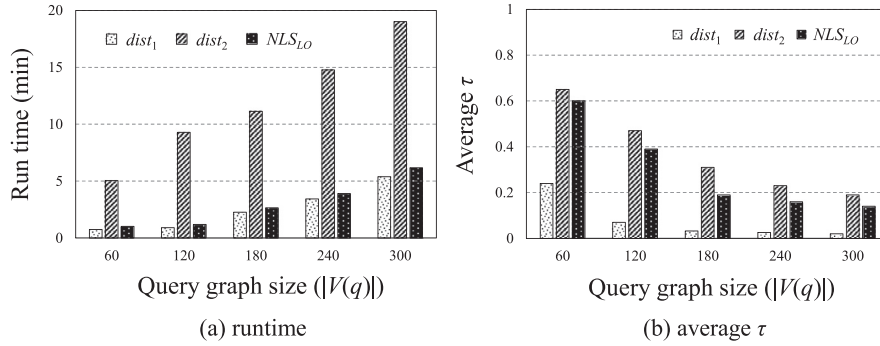 20
15
10
5
0
Run time (min)
dist1 dist2 NLSLO
60 120 180 240 300
Query graph size (|V(q)|)
(a) runtime
1
0.8
0.6
0.4
0.2
0
Average τ
dist1 dist2 NLSLO
60 120 180 240 300
Query graph size (|V(q)|)
(b) average τ